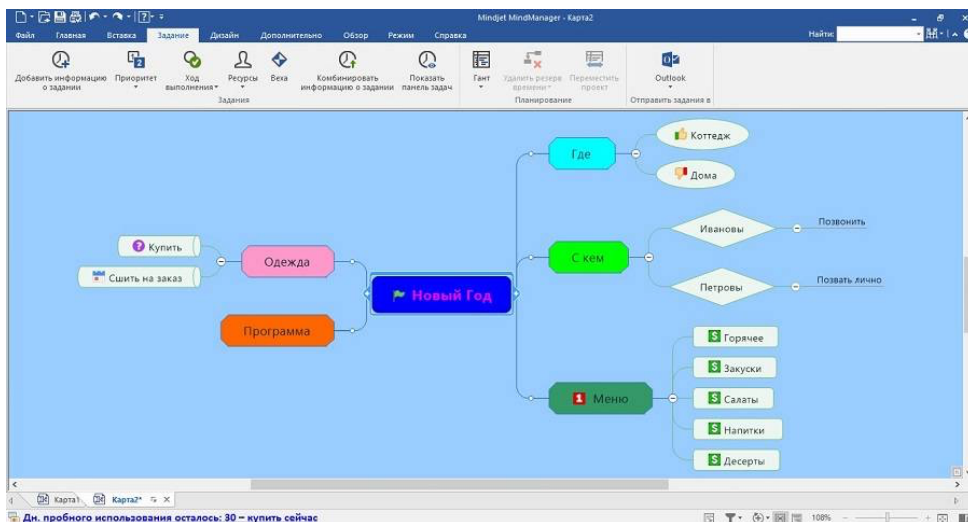 Mindjet MindManager - Карта2
Файл Главная Вставка Задание Дизайн Дополнительно Обзор Режим Справка Найти:
Добавить информацию о задании
Приоритет
Ход выполнения
Ресурсы
Веха
Комбинировать информацию о задании
Показать панель задач
Гант
Удалить резерв времени
Переместить проект
Outlook
Задания Планирование Отправить задания в
Коттедж
Где
Дома
Ивановы Позвонить
С кем
Петровы Позвать лично
Купить
Одежда
Сшить на заказ
Новый Год
Программа
Горячее
Закуски
1 Меню
Салаты
Напитки
Десерты
Карта1 Карта2*
Дн. пробного использования осталось: 30 – купить сейчас 108%